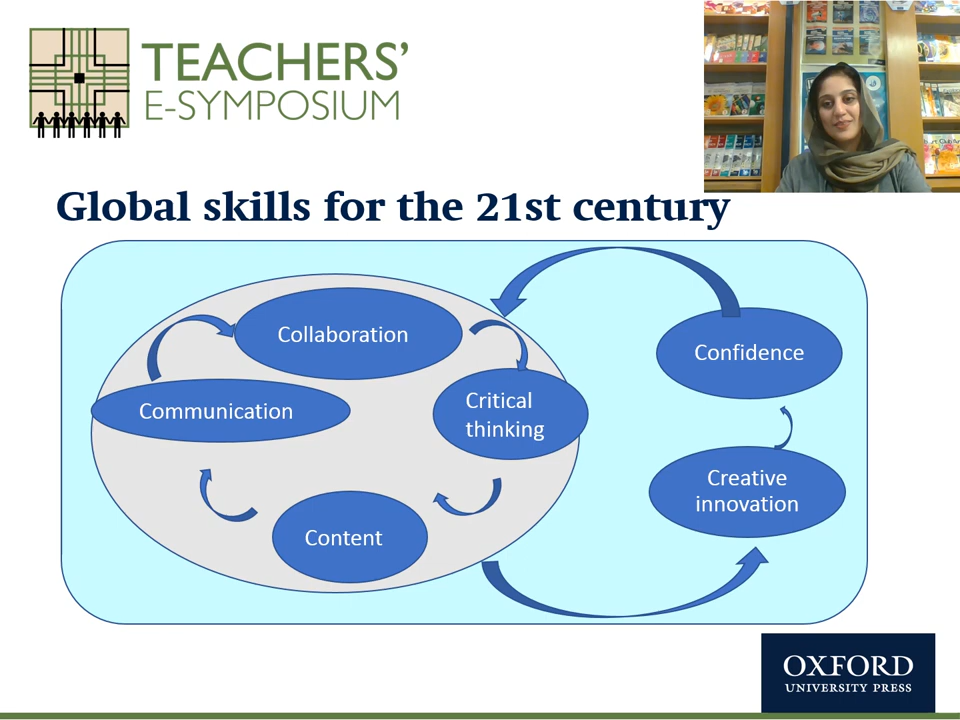 TEACHERS'
E-SYMPOSIUM
Global skills for the 21st century
Collaboration
Confidence
Communication
Critical
thinking
Creative
innovation
Content
OXFORD
UNIVERSITY PRESS